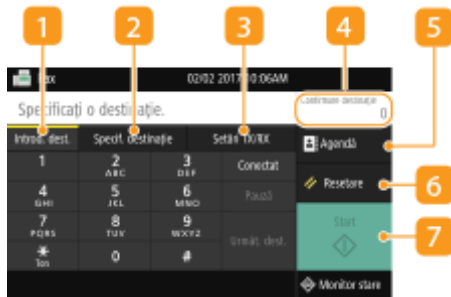 1
2
3
4
5
Fax
02/02 2017 10:06AM
Specificați o destinație.
Confirmare destinație
0
Introd. dest.
Specif. destinație
Setări TX/RX
Agendă
1
2
ABC
3
DEF
Conectat
Resetare
6
4
GHI
5
JKL
6
MNO
Pauză
7
PQRS
8
TUV
9
WXYZ
Următ. dest.
Start
7
*
Ton
0
#
Monitor stare